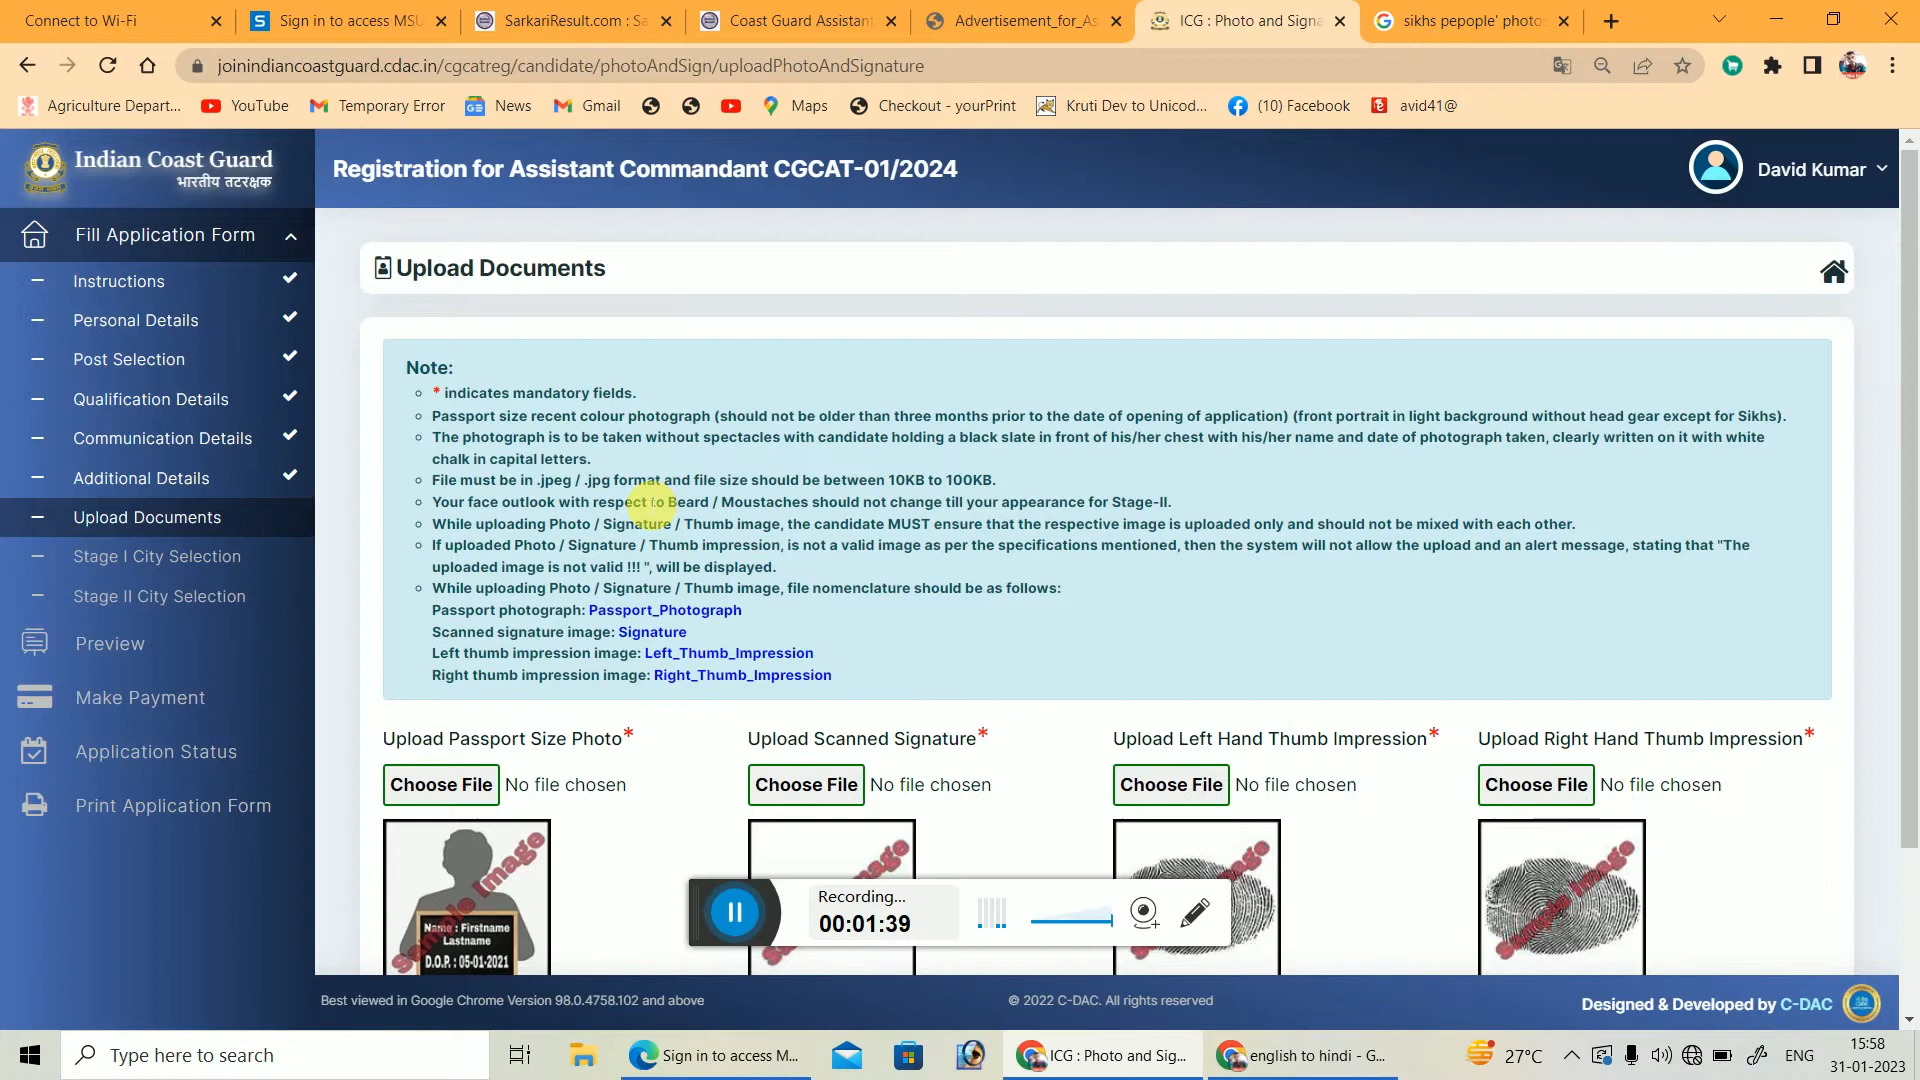 Connect to Wi-Fi
Sign in to access MSU
SarkariResult.com : Sa
Coast Guard Assistant
Advertisement_for_As
ICG : Photo and Signa
sikhs pepople' photo
joinindiancoastguard.cdac.in/cgcatreg/candidate/photoAndSign/uploadPhotoAndSignature
Agriculture Depart...
YouTube
Temporary Error
News
Gmail
Maps
Checkout - yourPrint
Kruti Dev to Unicod...
(10) Facebook
avid41@
Indian Coast Guard
भारतीय तटरक्षक
Registration for Assistant Commandant CGCAT-01/2024
David Kumar
Fill Application Form
Instructions
Personal Details
Post Selection
Qualification Details
Communication Details
Additional Details
Upload Documents
Stage I City Selection
Stage II City Selection
Preview
Make Payment
Application Status
Print Application Form
Upload Documents
Note:
* indicates mandatory fields.
Passport size recent colour photograph (should not be older than three months prior to the date of opening of application) (front portrait in light background without head gear except for Sikhs).
The photograph is to be taken without spectacles with candidate holding a black slate in front of his/her chest with his/her name and date of photograph taken, clearly written on it with white
chalk in capital letters.
File must be in .jpeg / .jpg format and file size should be between 10KB to 100KB.
Your face outlook with respect to Beard / Moustaches should not change till your appearance for Stage-II.
While uploading Photo / Signature / Thumb image, the candidate MUST ensure that the respective image is uploaded only and should not be mixed with each other.
If uploaded Photo / Signature / Thumb impression, is not a valid image as per the specifications mentioned, then the system will not allow the upload and an alert message, stating that "The
uploaded image is not valid !!! ", will be displayed.
While uploading Photo / Signature / Thumb image, file nomenclature should be as follows:
Passport photograph: Passport_Photograph
Scanned signature image: Signature
Left thumb impression image: Left_Thumb_Impression
Right thumb impression image: Right_Thumb_Impression
Upload Passport Size Photo*
Upload Scanned Signature*
Upload Left Hand Thumb Impression*
Upload Right Hand Thumb Impression*
Choose File No file chosen
Choose File No file chosen
Choose File No file chosen
Choose File No file chosen
Sample Image
Name : Firstname
Lastname
D.O.P. : 05-01-2021
Sample Image
Sample Image
Recording...
00:01:39
Best viewed in Google Chrome Version 98.0.4758.102 and above
© 2022 C-DAC. All rights reserved
Designed & Developed by C-DAC
Type here to search
Sign in to access M...
ICG : Photo and Sig...
english to hindi - G...
27°C
ENG
15:58
31-01-2023